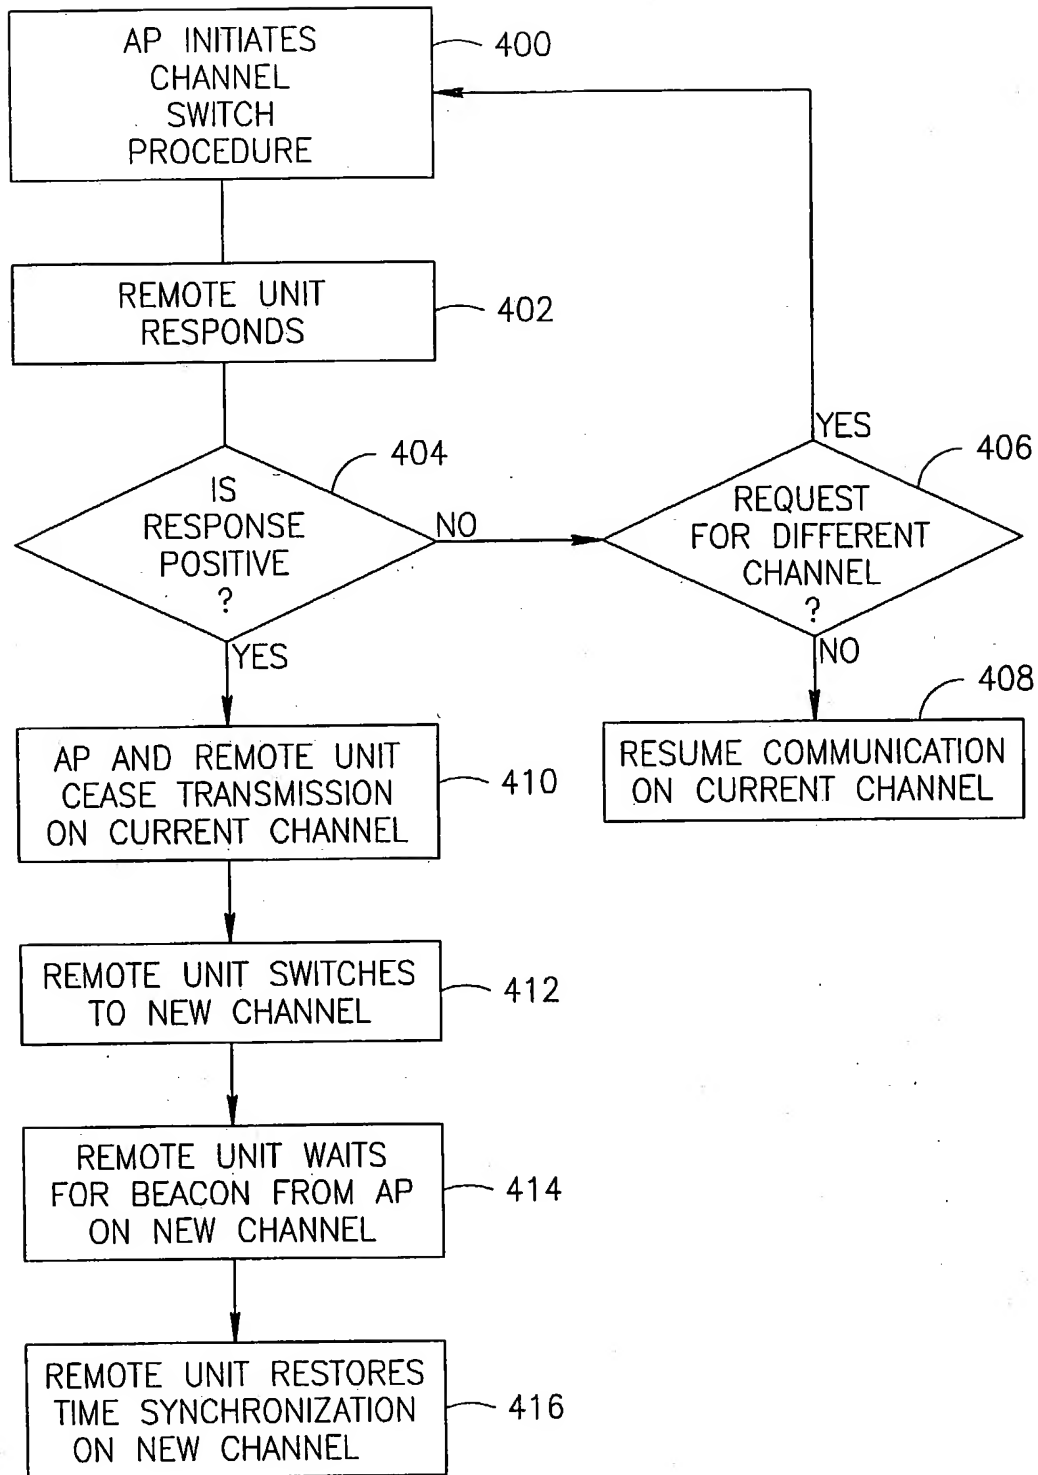 AP INITIATES
CHANNEL
SWITCH
PROCEDURE
400
REMOTE UNIT
RESPONDS
402
IS
RESPONSE
POSITIVE
?
404
NO
YES
REQUEST
FOR DIFFERENT
CHANNEL
?
406
YES
NO
RESUME COMMUNICATION
ON CURRENT CHANNEL
408
AP AND REMOTE UNIT
CEASE TRANSMISSION
ON CURRENT CHANNEL
410
REMOTE UNIT SWITCHES
TO NEW CHANNEL
412
REMOTE UNIT WAITS
FOR BEACON FROM AP
ON NEW CHANNEL
414
REMOTE UNIT RESTORES
TIME SYNCHRONIZATION
ON NEW CHANNEL
416